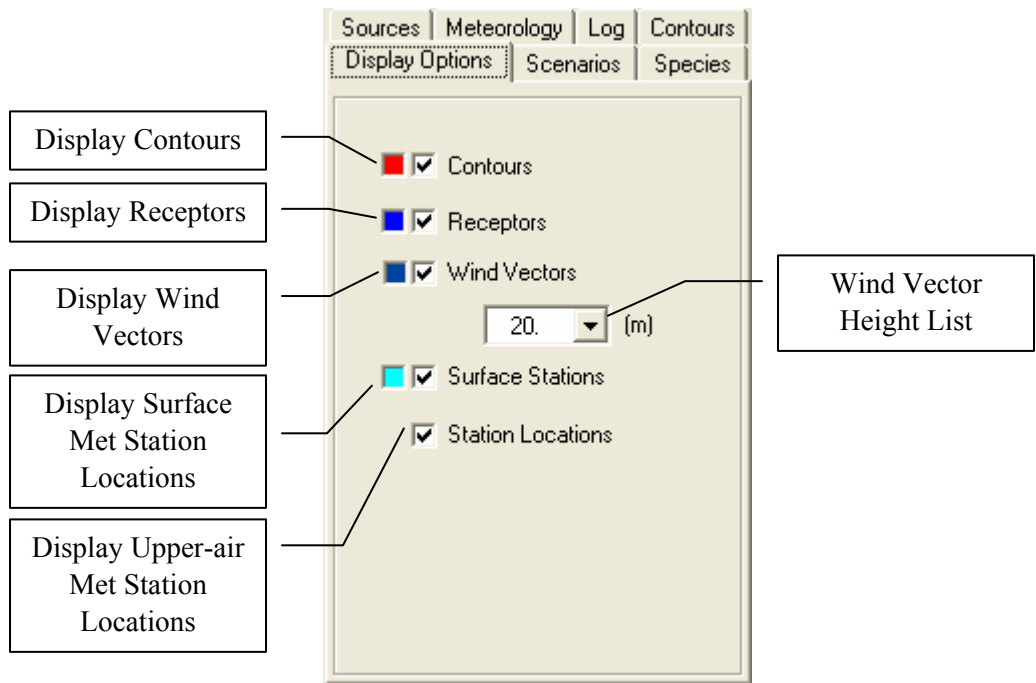 Sources Meteorology Log Contours
Display Options Scenarios Species
Display Contours
Contours
Display Receptors
Receptors
Display Wind
Vectors
Wind Vectors
20. (m)
Wind Vector
Height List
Display Surface
Met Station
Locations
Surface Stations
Station Locations
Display Upper-air
Met Station
Locations